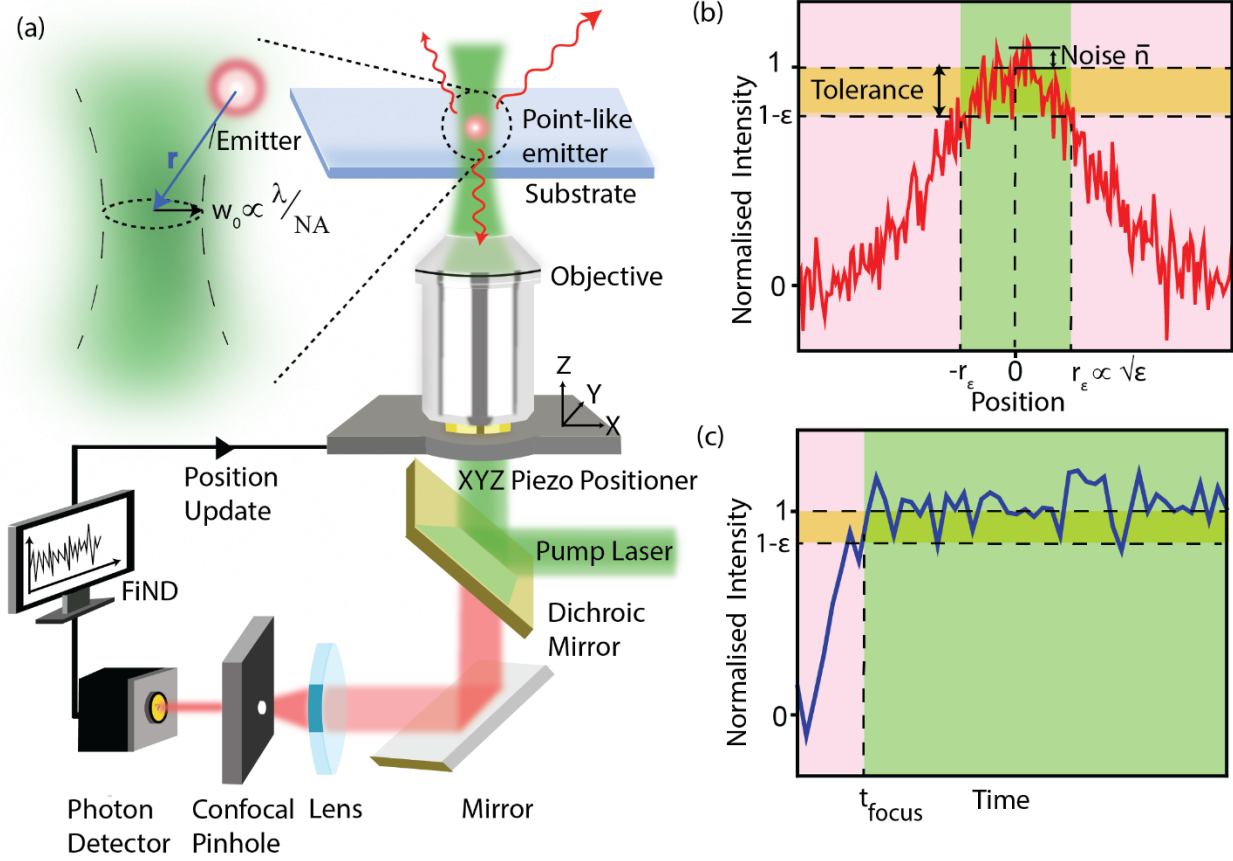 (a)
r
Emitter
w₀∝ λ/NA
Point-like
emitter
Substrate
Objective
Z
Y
X
XYZ Piezo Positioner
Position
Update
FiND
Pump Laser
Dichroic
Mirror
Photon
Detector
Confocal
Pinhole
Lens
Mirror
(b)
Normalised Intensity
1
1-ε
0
Tolerance
Noise n̄
-rε
0
rε ∝ √ε
Position
(c)
Normalised Intensity
1
1-ε
0
t focus
Time